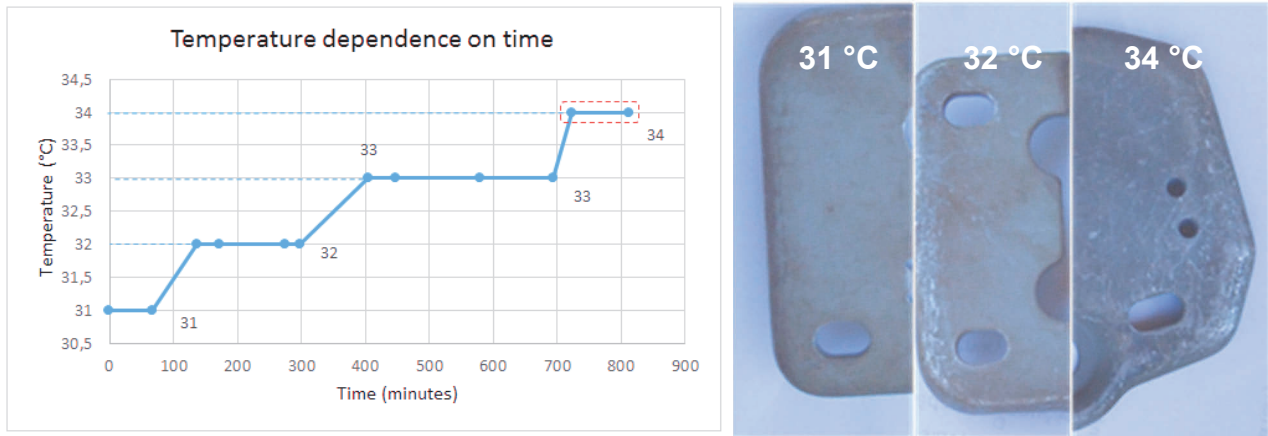 Temperature dependence on time
Temperature (°C)
34,5
34
33,5
33
32,5
32
31,5
31
30,5
31
32
33
33
34
0 100 200 300 400 500 600 700 800 900
Time (minutes)
31 °C 32 °C 34 °C